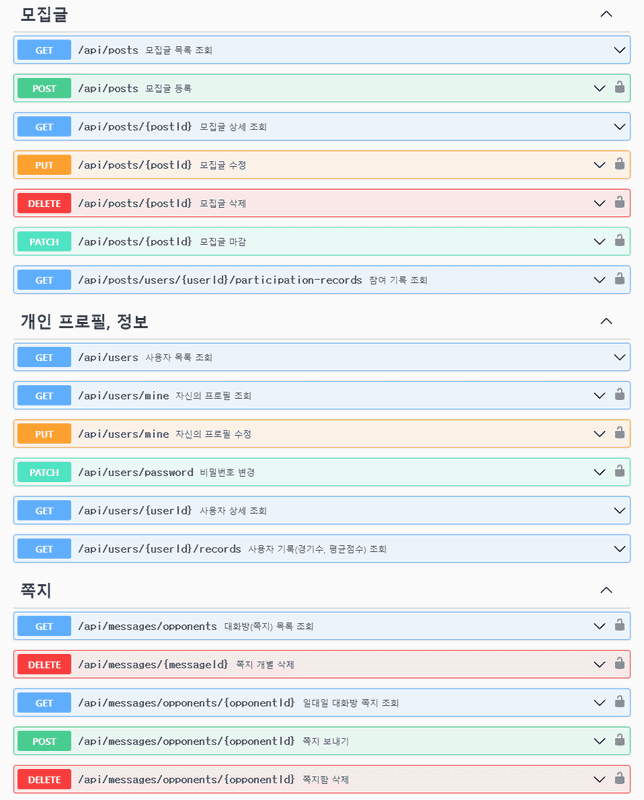 모집글
GET /api/posts 모집글 목록 조회
POST /api/posts 모집글 등록
GET /api/posts/{postId} 모집글 상세 조회
PUT /api/posts/{postId} 모집글 수정
DELETE /api/posts/{postId} 모집글 삭제
PATCH /api/posts/{postId} 모집글 마감
GET /api/posts/users/{userId}/participation-records 참여 기록 조회
개인 프로필, 정보
GET /api/users 사용자 목록 조회
GET /api/users/mine 자신의 프로필 조회
PUT /api/users/mine 자신의 프로필 수정
PATCH /api/users/password 비밀번호 변경
GET /api/users/{userId} 사용자 상세 조회
GET /api/users/{userId}/records 사용자 기록(경기수, 평균점수) 조회
쪽지
GET /api/messages/opponents 대화방(쪽지) 목록 조회
DELETE /api/messages/{messageId} 쪽지 개별 삭제
GET /api/messages/opponents/{opponentId} 일대일 대화방 쪽지 조회
POST /api/messages/opponents/{opponentId} 쪽지 보내기
DELETE /api/messages/opponents/{opponentId} 쪽지함 삭제